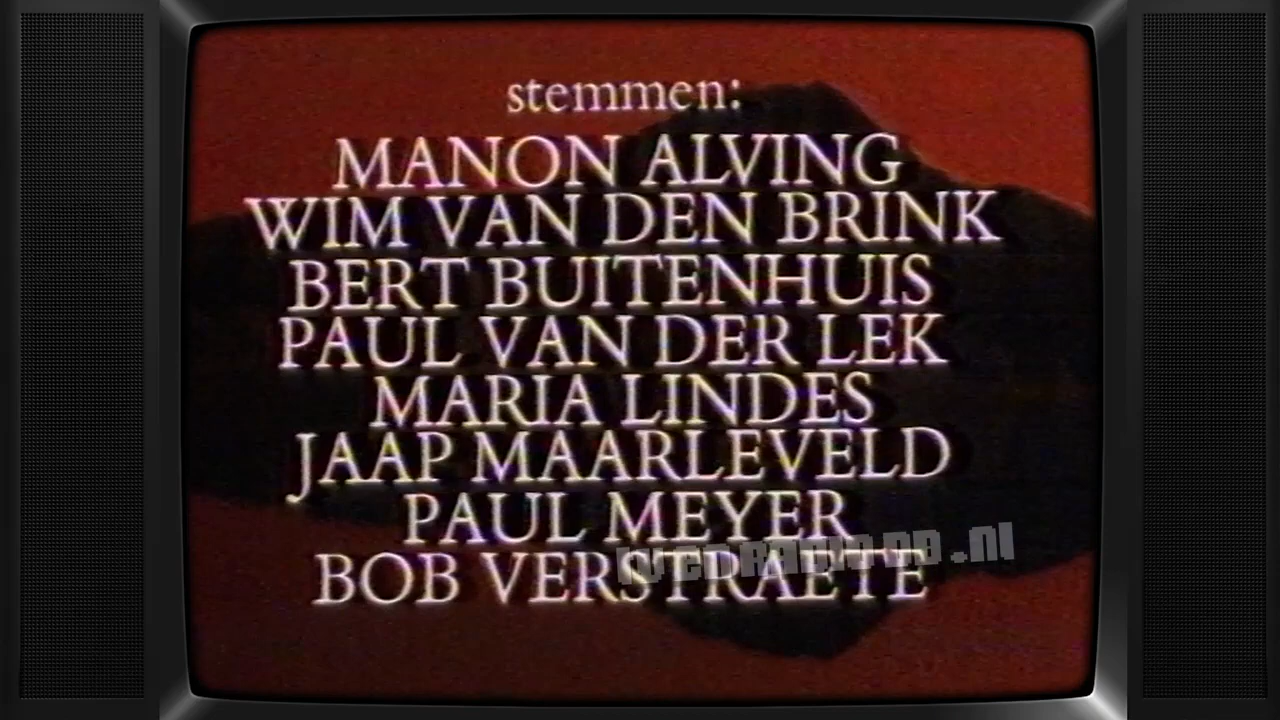 stemmen:
MANON ALVING
WIM VAN DEN BRINK
BERT BUITENHUIS
PAUL VAN DER LEK
MARIA LINDES
JAAP MAARLEVELD
PAUL MEYER
BOB VERSTRAETE